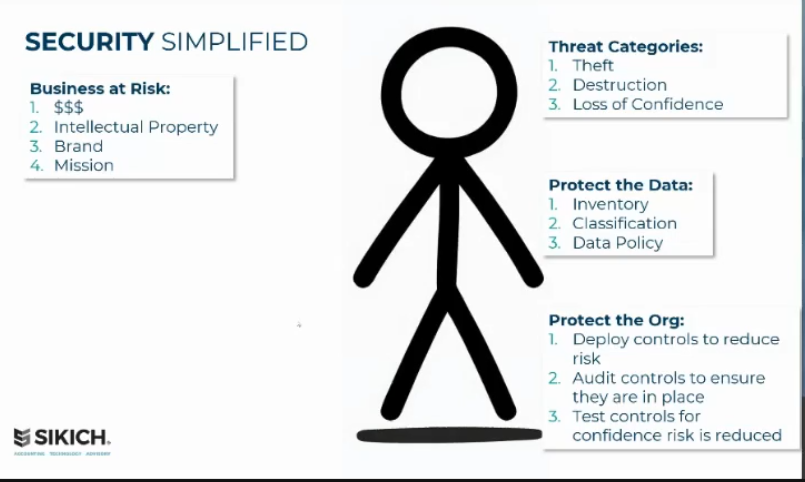 SECURITY SIMPLIFIED
Business at Risk:
1. $$$
2. Intellectual Property
3. Brand
4. Mission
Threat Categories:
1. Theft
2. Destruction
3. Loss of Confidence
Protect the Data:
1. Inventory
2. Classification
3. Data Policy
Protect the Org:
1. Deploy controls to reduce
risk
2. Audit controls to ensure
they are in place
3. Test controls for
confidence risk is reduced
SIKICH.
ACCOUNTING TECHNOLOGY ADVISORY